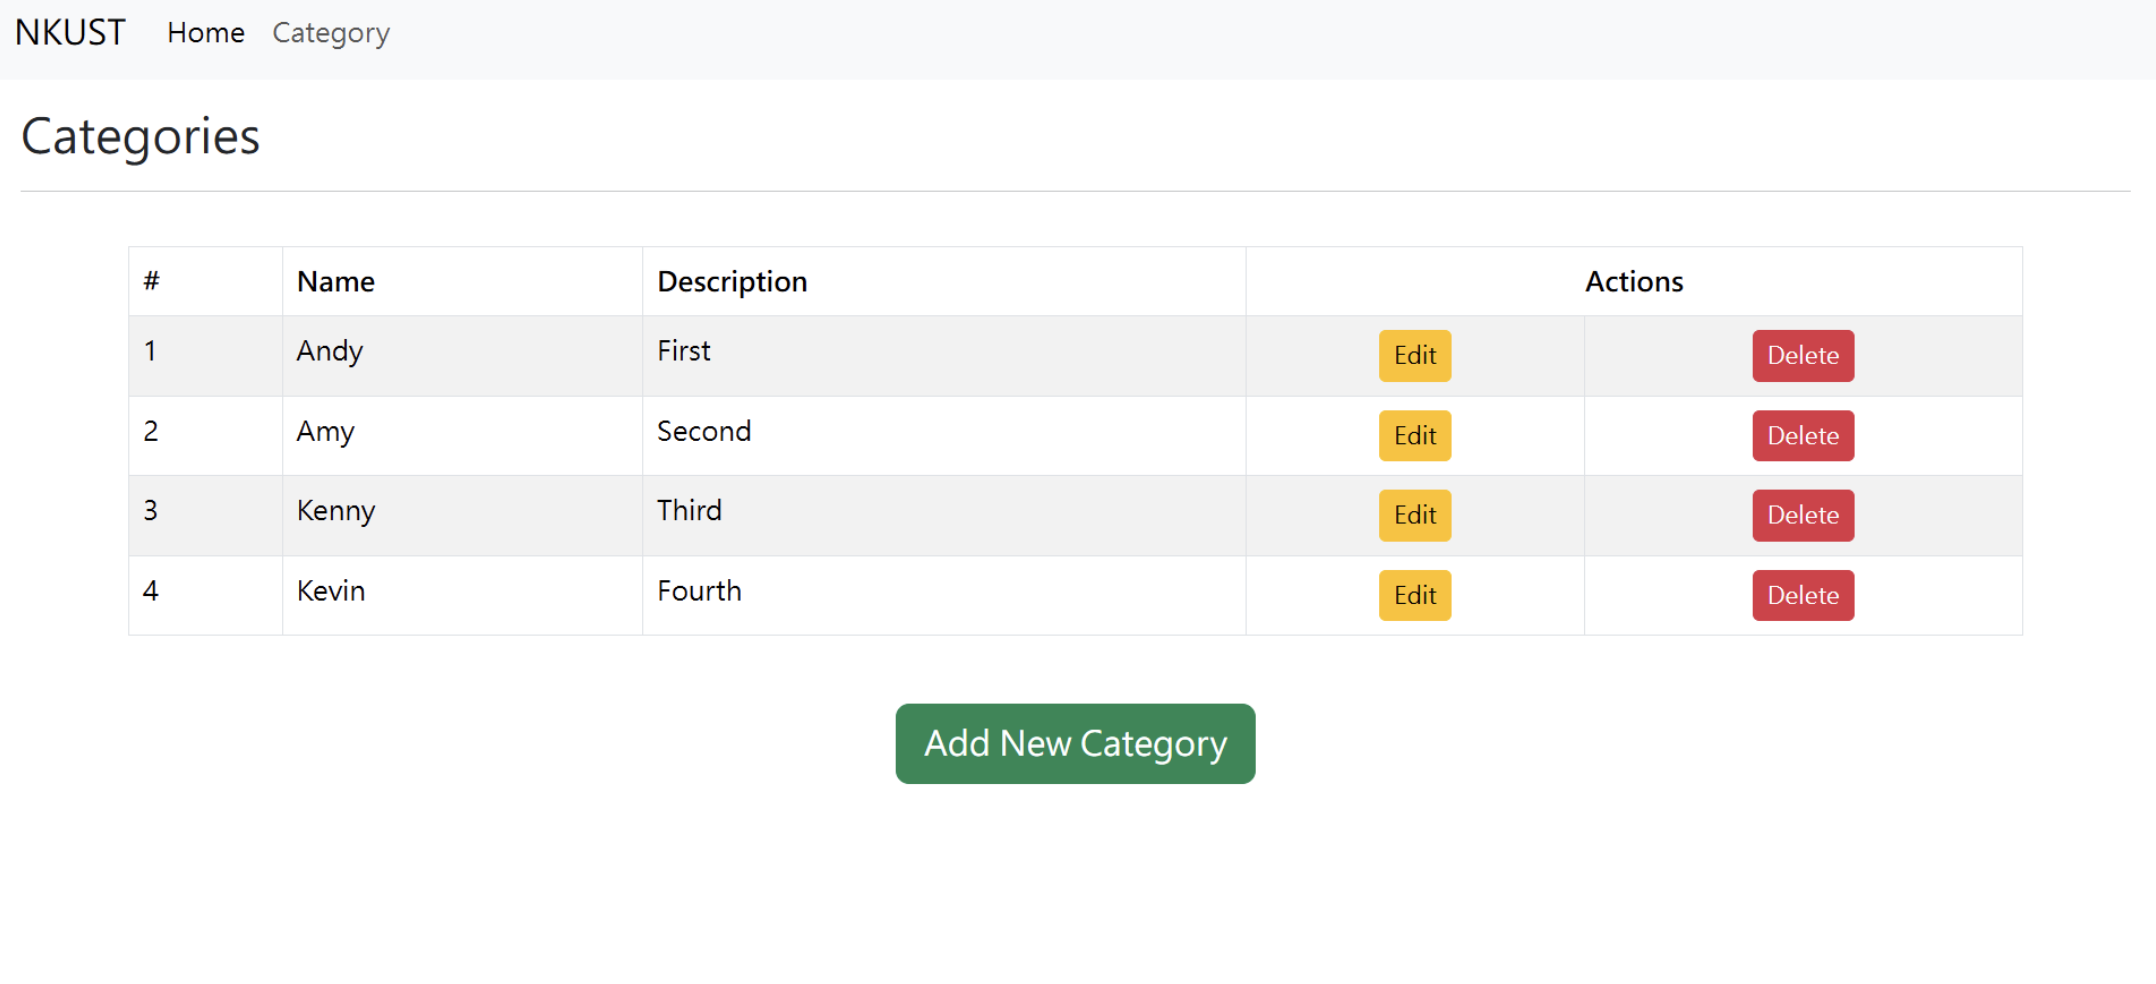 NKUST Home Category
Categories
# Name Description Actions
1 Andy First Edit Delete
2 Amy Second Edit Delete
3 Kenny Third Edit Delete
4 Kevin Fourth Edit Delete
Add New Category